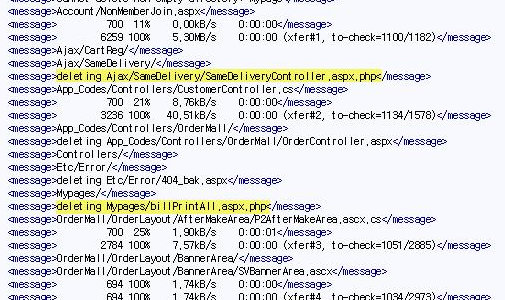 <message>Account/NonMemberJoin.aspx</message>
<message> 700 11% 0.00kB/s 0:00:00</message>
<message> 6259 100% 5.30MB/s 0:00:00 (xfer#1, to-check=1100/1182)</message>
<message>Ajax/CartReg/</message>
<message>Ajax/SameDelivery/</message>
<message>deleting Ajax/SameDelivery/SameDeliveryController.aspx.php</message>
<message>App_Codes/Controllers/CustomerController.cs</message>
<message> 700 21% 8.76kB/s 0:00:00</message>
<message> 3236 100% 40.51kB/s 0:00:00 (xfer#2, to-check=1134/1578)</message>
<message>App_Codes/Controllers/OrderMall/</message>
<message>deleting App_Codes/Controllers/OrderMall/OrderController.aspx</message>
<message>Controllers/</message>
<message>Etc/Error/</message>
<message>deleting Etc/Error/404_bak.aspx</message>
<message>Mypages/</message>
<message>deleting Mypages/billPrintAll.aspx.php</message>
<message>OrderMall/OrderLayout/AfterMakeArea/P2AfterMakeArea.ascx.cs</message>
<message> 700 25% 1.90kB/s 0:00:01</message>
<message> 2784 100% 7.57kB/s 0:00:00 (xfer#3, to-check=1051/2885)</message>
<message>OrderMall/OrderLayout/BannerArea/</message>
<message>OrderMall/OrderLayout/BannerArea/SVBannerArea.ascx</message>
<message> 694 100% 1.74kB/s 0:00:00</message>
<message> 694 100% 1.74kB/s 0:00:00 (xfer#4, to-check=1034/2973)</message>